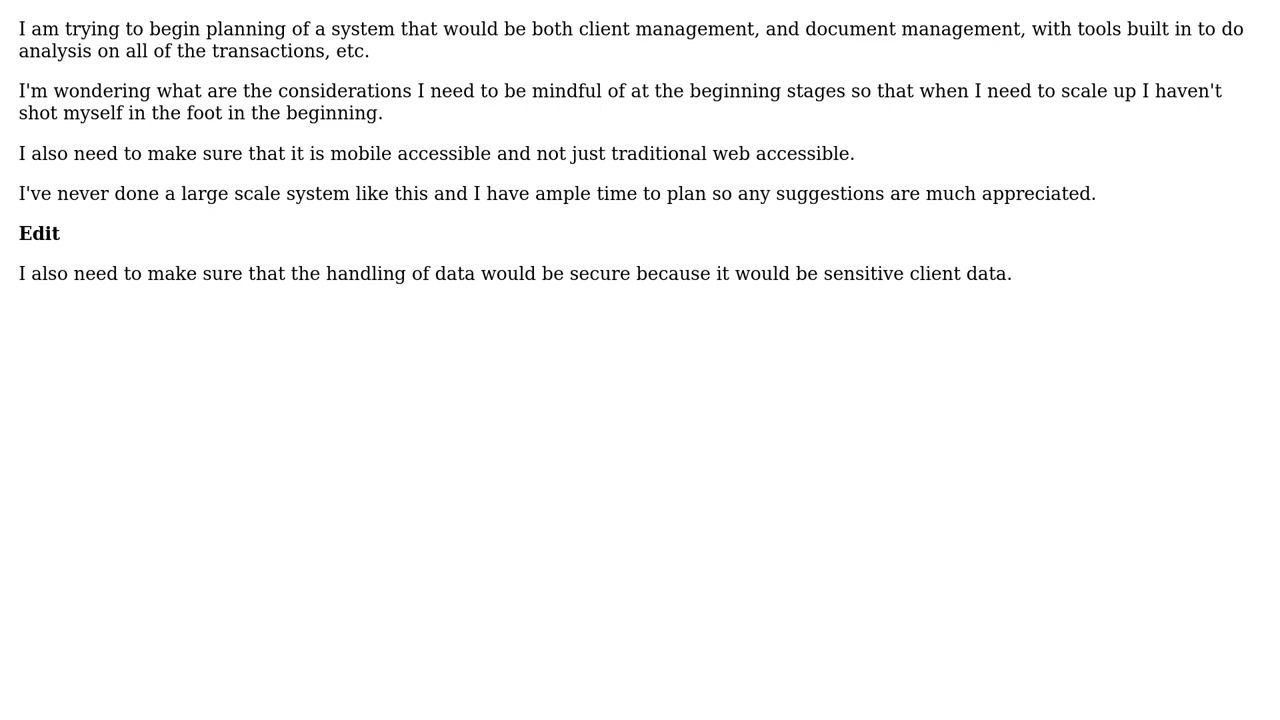 I am trying to begin planning of a system that would be both client management, and document management, with tools built in to do
analysis on all of the transactions, etc.
I'm wondering what are the considerations I need to be mindful of at the beginning stages so that when I need to scale up I haven't
shot myself in the foot in the beginning.
I also need to make sure that it is mobile accessible and not just traditional web accessible.
I've never done a large scale system like this and I have ample time to plan so any suggestions are much appreciated.
Edit
I also need to make sure that the handling of data would be secure because it would be sensitive client data.